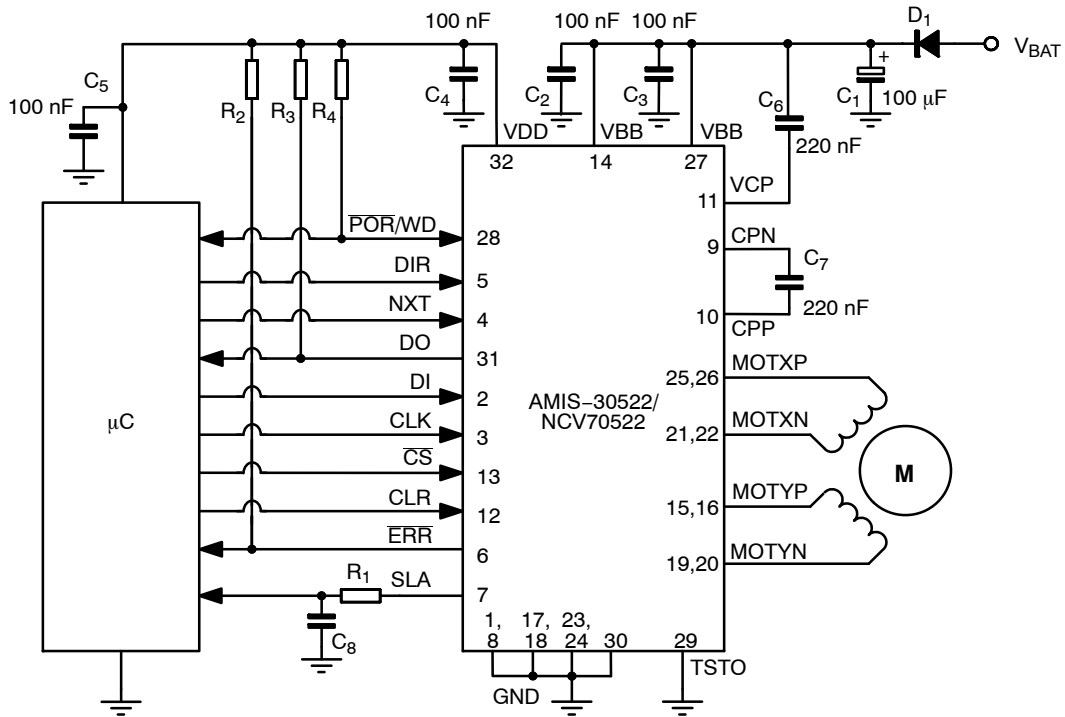 100 nF
100 nF
100 nF
D1
VBAT
C5
100 nF
R2
R3
R4
C4
C2
C3
C6
C1
+
100 μF
220 nF
VDD
VBB
VBB
32
14
27
11
VCP
9
CPN
C7
220 nF
10
CPP
POR/WD
28
DIR
5
NXT
4
DO
31
DI
2
CLK
3
CS
13
CLR
12
ERR
6
R1
SLA
7
C8
μC
AMIS−30522/
NCV70522
25,26
MOTXP
21,22
MOTXN
15,16
MOTYP
19,20
MOTYN
M
1,
8
17,
18
23,
24
30
29
GND
TSTO